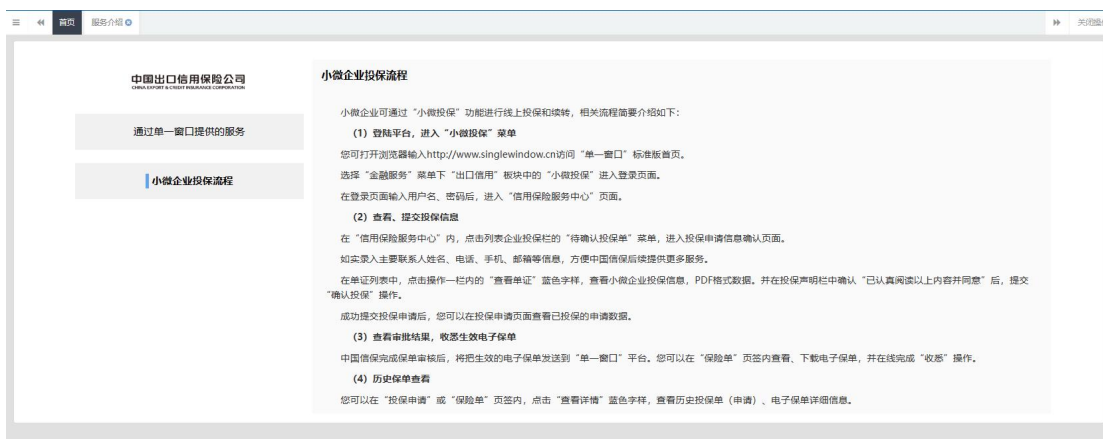 首页
服务介绍
关闭操
中国出口信用保险公司
CHINA EXPORT & CREDIT INSURANCE CORPORATION
通过单一窗口提供的服务
小微企业投保流程
小微企业投保流程
小微企业可通过“小微投保”功能进行线上投保和续转，相关流程简要介绍如下：
（1）登陆平台，进入“小微投保”菜单
您可打开浏览器输入http://www.singlewindow.cn访问“单一窗口”标准版首页。
选择“金融服务”菜单下“出口信用”板块中的“小微投保”进入登录页面。
在登录页面输入用户名、密码后，进入“信用保险服务中心”页面。
（2）查看、提交投保信息
在“信用保险服务中心”内，点击列表企业投保栏的“待确认投保单”菜单，进入投保申请信息确认页面。
如实录入主要联系人姓名、电话、手机、邮箱等信息，方便中国信保后续提供更多服务。
在单证列表中，点击操作一栏内的“查看单证”蓝色字样，查看小微企业投保信息，PDF格式数据。并在投保声明栏中确认“已认真阅读以上内容并同意”后，提交
“确认投保”操作。
成功提交投保申请后，您可以在投保申请页面查看已投保的申请数据。
（3）查看审批结果，收悉生效电子保单
中国信保完成保单审核后，将把生效的电子保单发送到“单一窗口”平台。您可以在“保险单”页签内查看、下载电子保单，并在线完成“收悉”操作。
（4）历史保单查看
您可以在“投保申请”或“保险单”页签内，点击“查看详情”蓝色字样，查看历史投保单（申请）、电子保单详细信息。